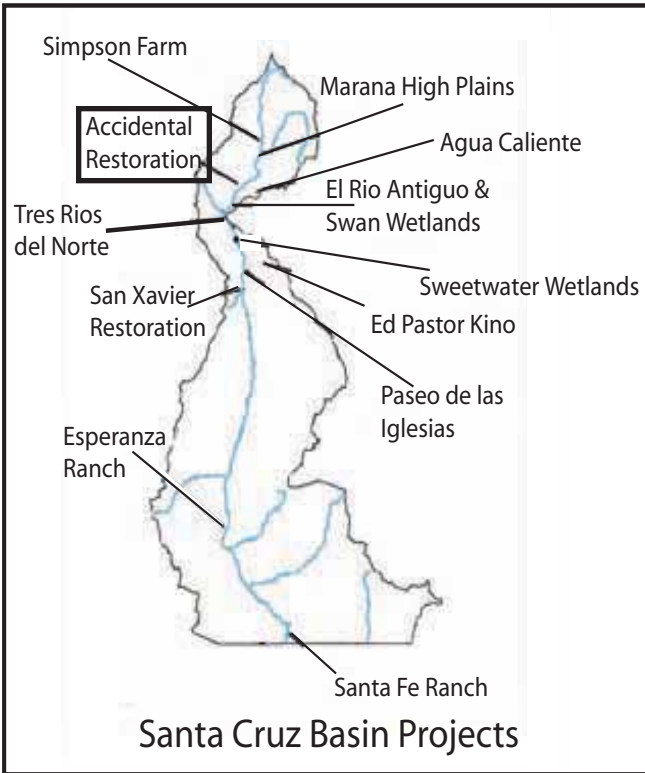 Simpson Farm
Marana High Plains
Accidental
Restoration
Agua Caliente
El Rio Antiguo &
Swan Wetlands
Tres Rios
del Norte
Sweetwater Wetlands
San Xavier
Restoration
Ed Pastor Kino
Paseo de las
Iglesias
Esperanza
Ranch
Santa Fe Ranch
Santa Cruz Basin Projects